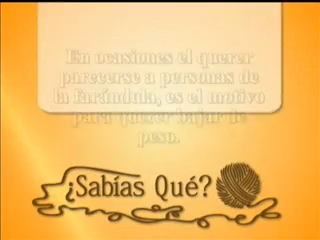 En ocasiones el querer
parecerse a personas de
la farándula, es el motivo
para querer bajar de
peso.
¿Sabías Qué?